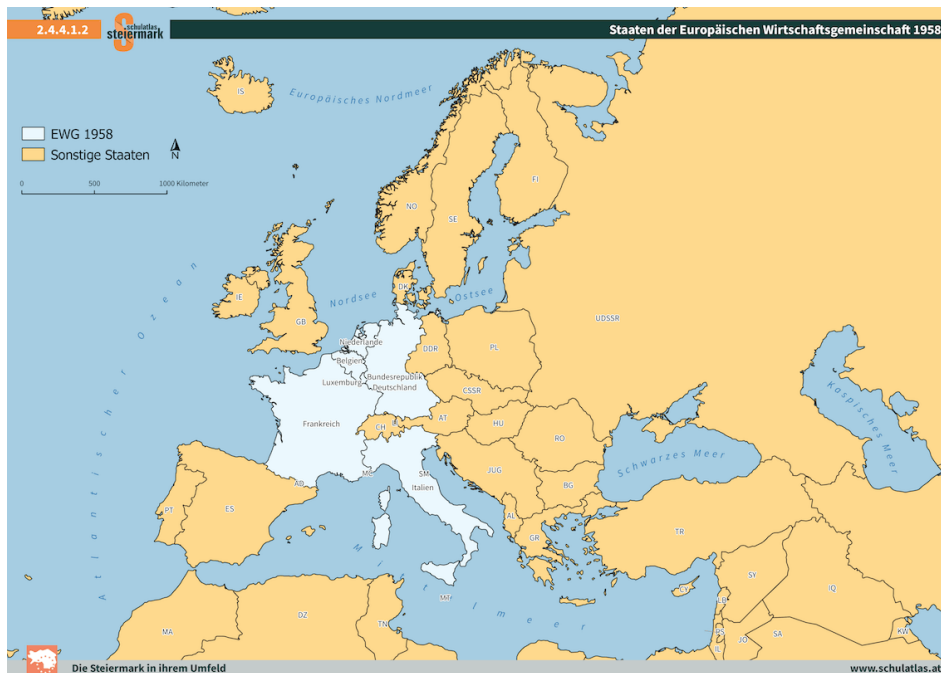 2.4.4.1.2
schulatlas
steiermark
Staaten der Europäischen Wirtschaftsgemeinschaft 1958
IS
Europäisches Nordmeer
EWG 1958
Sonstige Staaten
N
0 500 1000 Kilometer
NO
SE
FI
Atlantischer Ozean
Nordsee
Ostsee
DK
IE
GB
UDSSR
Niederlande
Belgien
Luxemburg
Bundesrepublik
Deutschland
DDR
PL
CSSR
Frankreich
CH
AT
HU
RO
Kaspisches Meer
Schwarzes Meer
JUG
BG
AD
MC
SM
Italien
PT
ES
AL
GR
TR
Mittelmeer
CY
SY
LB
IQ
MA
DZ
TN
PS
IL
JO
SA
KW
Die Steiermark in ihrem Umfeld
www.schulatlas.at